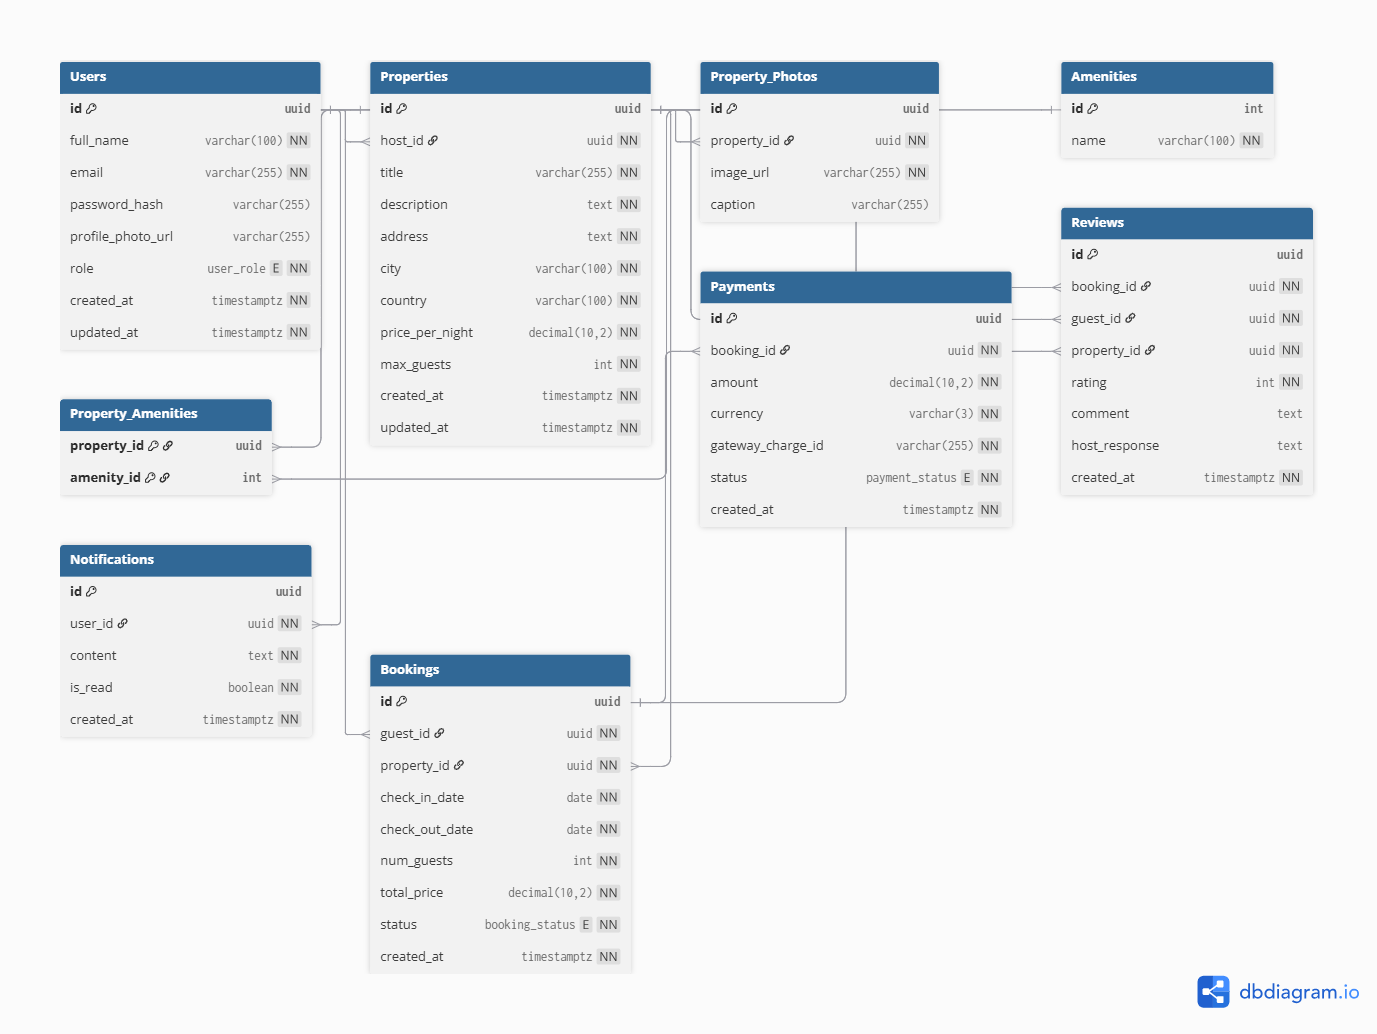 Users
id uuid
full_name varchar(100) NN
email varchar(255) NN
password_hash varchar(255)
profile_photo_url varchar(255)
role user_role E NN
created_at timestamptz NN
updated_at timestamptz NN
Properties
id uuid
host_id uuid NN
title varchar(255) NN
description text NN
address text NN
city varchar(100) NN
country varchar(100) NN
price_per_night decimal(10,2) NN
max_guests int NN
created_at timestamptz NN
updated_at timestamptz NN
Property_Photos
id uuid
property_id uuid NN
image_url varchar(255) NN
caption varchar(255)
Amenities
id int
name varchar(100) NN
Reviews
id uuid
booking_id uuid NN
guest_id uuid NN
property_id uuid NN
rating int NN
comment text
host_response text
created_at timestamptz NN
Payments
id uuid
booking_id uuid NN
amount decimal(10,2) NN
currency varchar(3) NN
gateway_charge_id varchar(255) NN
status payment_status E NN
created_at timestamptz NN
Property_Amenities
property_id uuid
amenity_id int
Notifications
id uuid
user_id uuid NN
content text NN
is_read boolean NN
created_at timestamptz NN
Bookings
id uuid
guest_id uuid NN
property_id uuid NN
check_in_date date NN
check_out_date date NN
num_guests int NN
total_price decimal(10,2) NN
status booking_status E NN
created_at timestamptz NN
dbdiagram.io